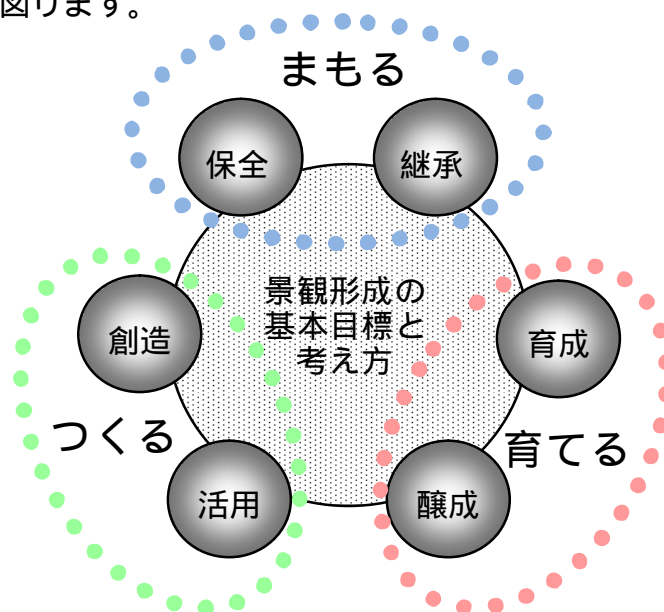 図ります。
まもる
保全
継承
景観形成の
基本目標と
考え方
創造
育成
つくる
育てる
活用
醸成